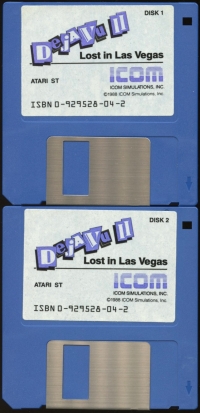 DISK 1
Deja Vu II
Lost in Las Vegas
ATARI ST
ICOM
ICOM SIMULATIONS, INC.
©1988 ICOM Simulations, Inc.
ISBN 0-929528-04-2
DISK 2
Deja Vu II
Lost in Las Vegas
ATARI ST
ICOM
ICOM SIMULATIONS, INC.
©1988 ICOM Simulations, Inc.
ISBN 0-929528-04-2